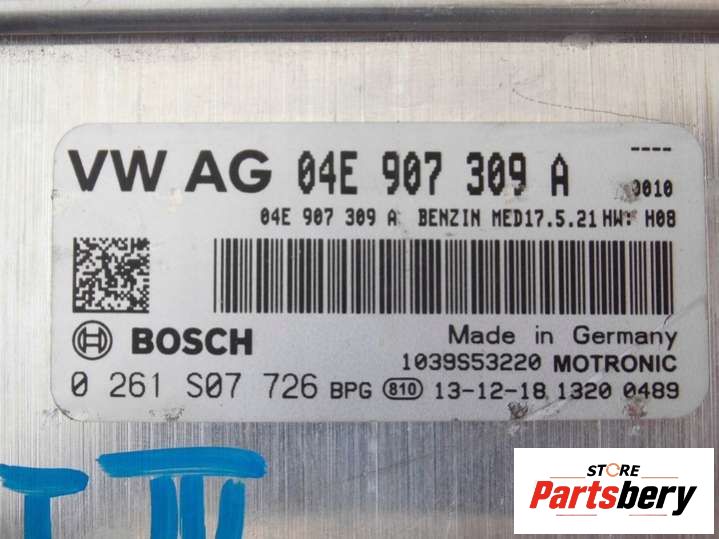 ----
VW AG 04E 907 309 A 0010
04E 907 309 A BENZIN MED17.5.21 HW: H08
BOSCH
Made in Germany
1039S53220 MOTRONIC
0 261 S07 726 BPG 810 13-12-18 1320 0489
STORE
Partsbery